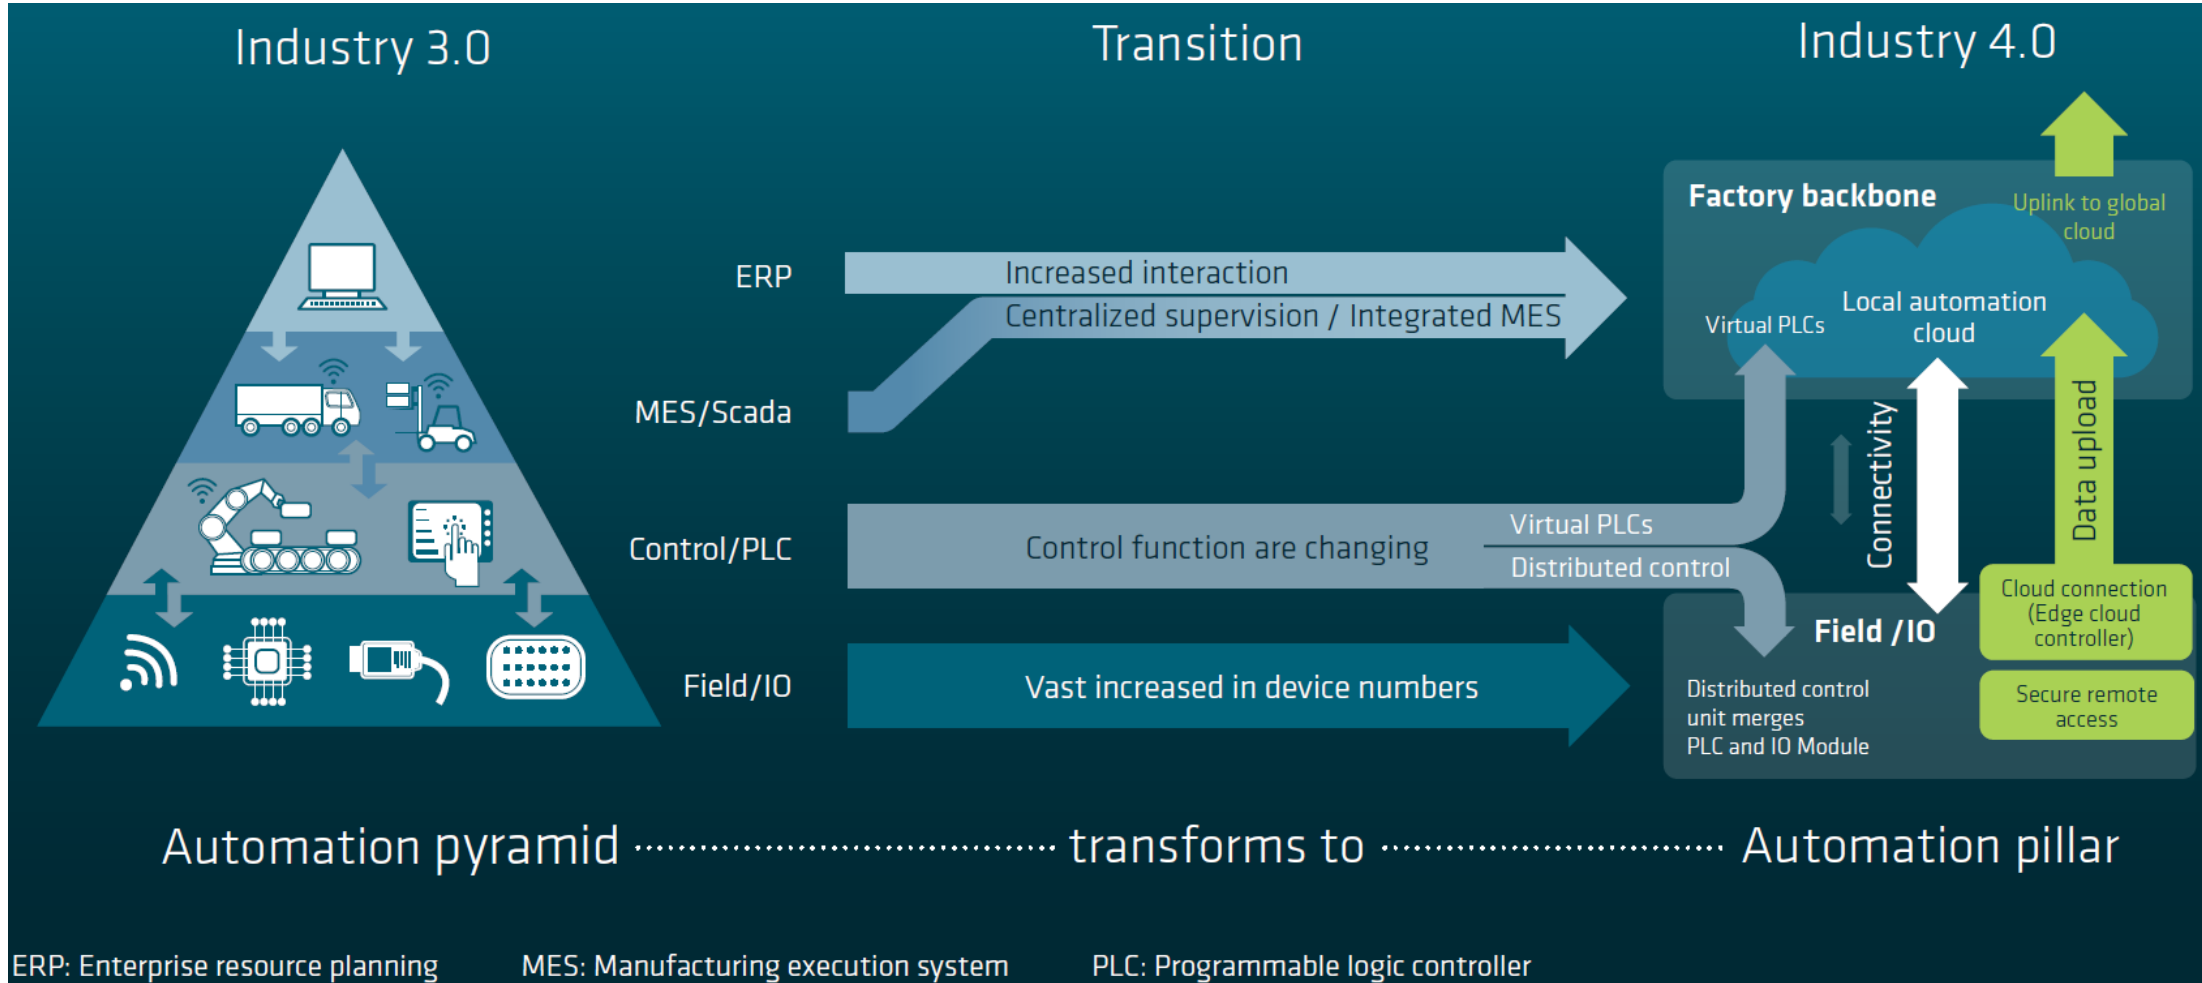 Industry 3.0
Transition
Industry 4.0
ERP
Increased interaction
Centralized supervision / Integrated MES
MES/Scada
Control/PLC
Control function are changing
Virtual PLCs
Distributed control
Field/IO
Vast increased in device numbers
Factory backbone
Uplink to global
cloud
Local automation
cloud
Virtual PLCs
Connectivity
Data upload
Cloud connection
(Edge cloud
controller)
Field /IO
Distributed control
unit merges
PLC and IO Module
Secure remote
access
Automation pyramid transforms to Automation pillar
ERP: Enterprise resource planning MES: Manufacturing execution system PLC: Programmable logic controller